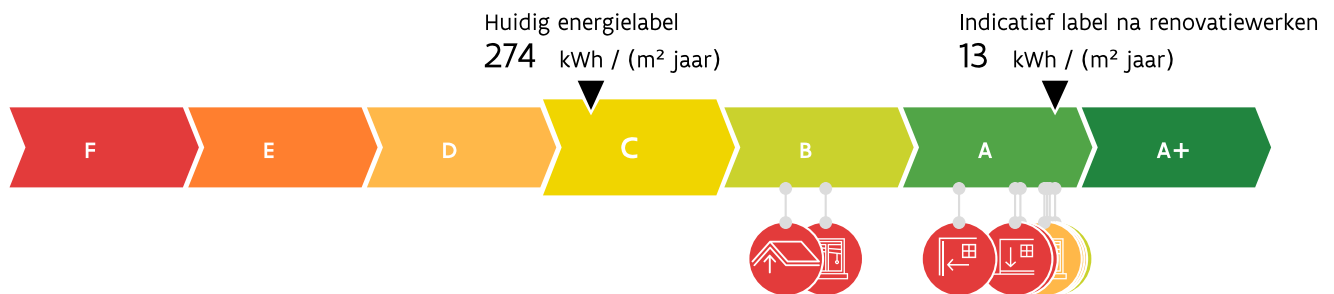 Huidig energielabel
274 kWh / (m² jaar)
Indicatief label na renovatiewerken
13 kWh / (m² jaar)
F E D C B A A+